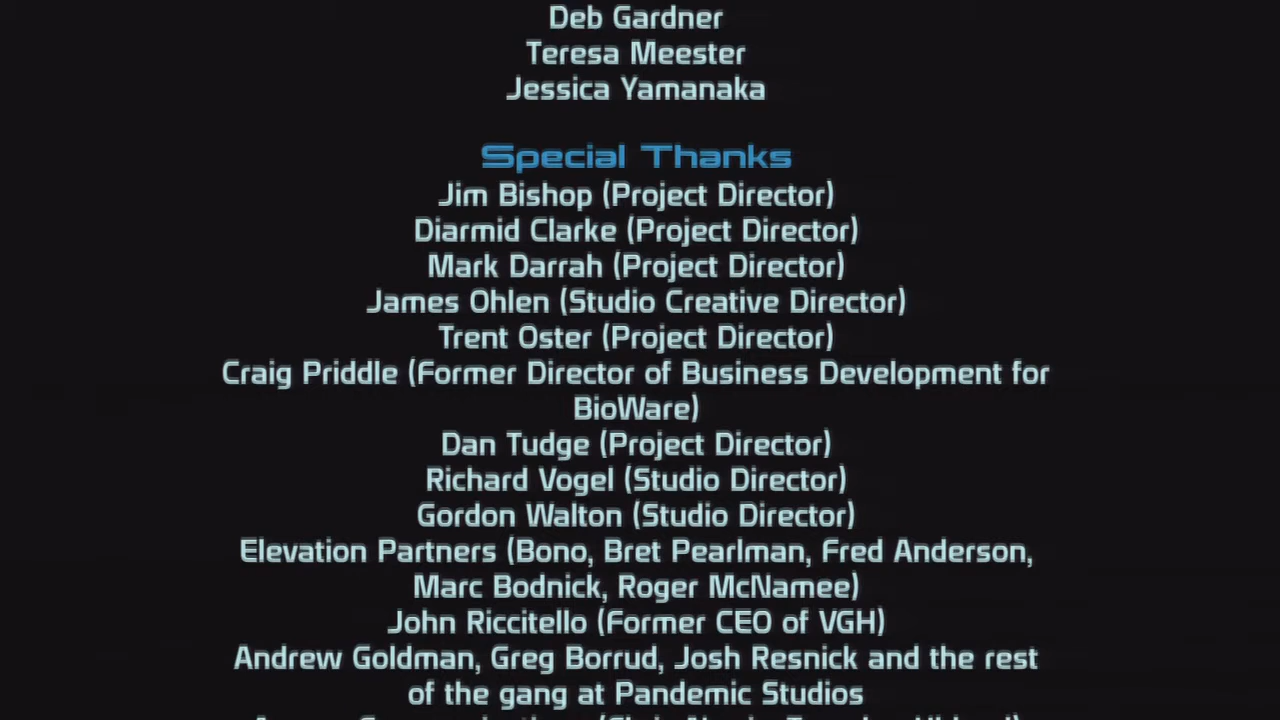 Deb Gardner
Teresa Meester
Jessica Yamanaka
Special Thanks
Jim Bishop (Project Director)
Diarmid Clarke (Project Director)
Mark Darrah (Project Director)
James Ohlen (Studio Creative Director)
Trent Oster (Project Director)
Craig Priddle (Former Director of Business Development for
BioWare)
Dan Tudge (Project Director)
Richard Vogel (Studio Director)
Gordon Walton (Studio Director)
Elevation Partners (Bono, Bret Pearlman, Fred Anderson,
Marc Bodnick, Roger McNamee)
John Riccitello (Former CEO of VGH)
Andrew Goldman, Greg Borrud, Josh Resnick and the rest
of the gang at Pandemic Studios